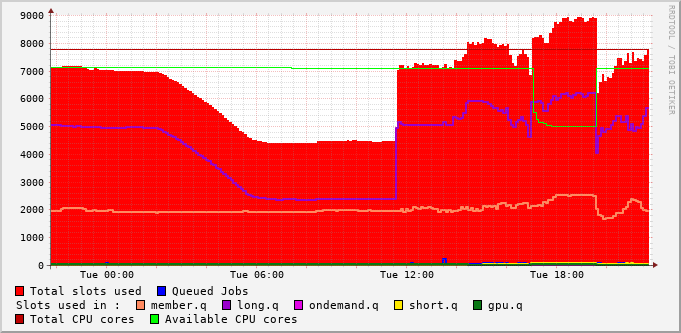 9000
8000
7000
6000
5000
4000
3000
2000
1000
0
Tue 00:00 Tue 06:00 Tue 12:00 Tue 18:00
RRDTOOL / TOBI OETIKER
Total slots used Queued Jobs
Slots used in : member.q long.q ondemand.q short.q gpu.q
Total CPU cores Available CPU cores